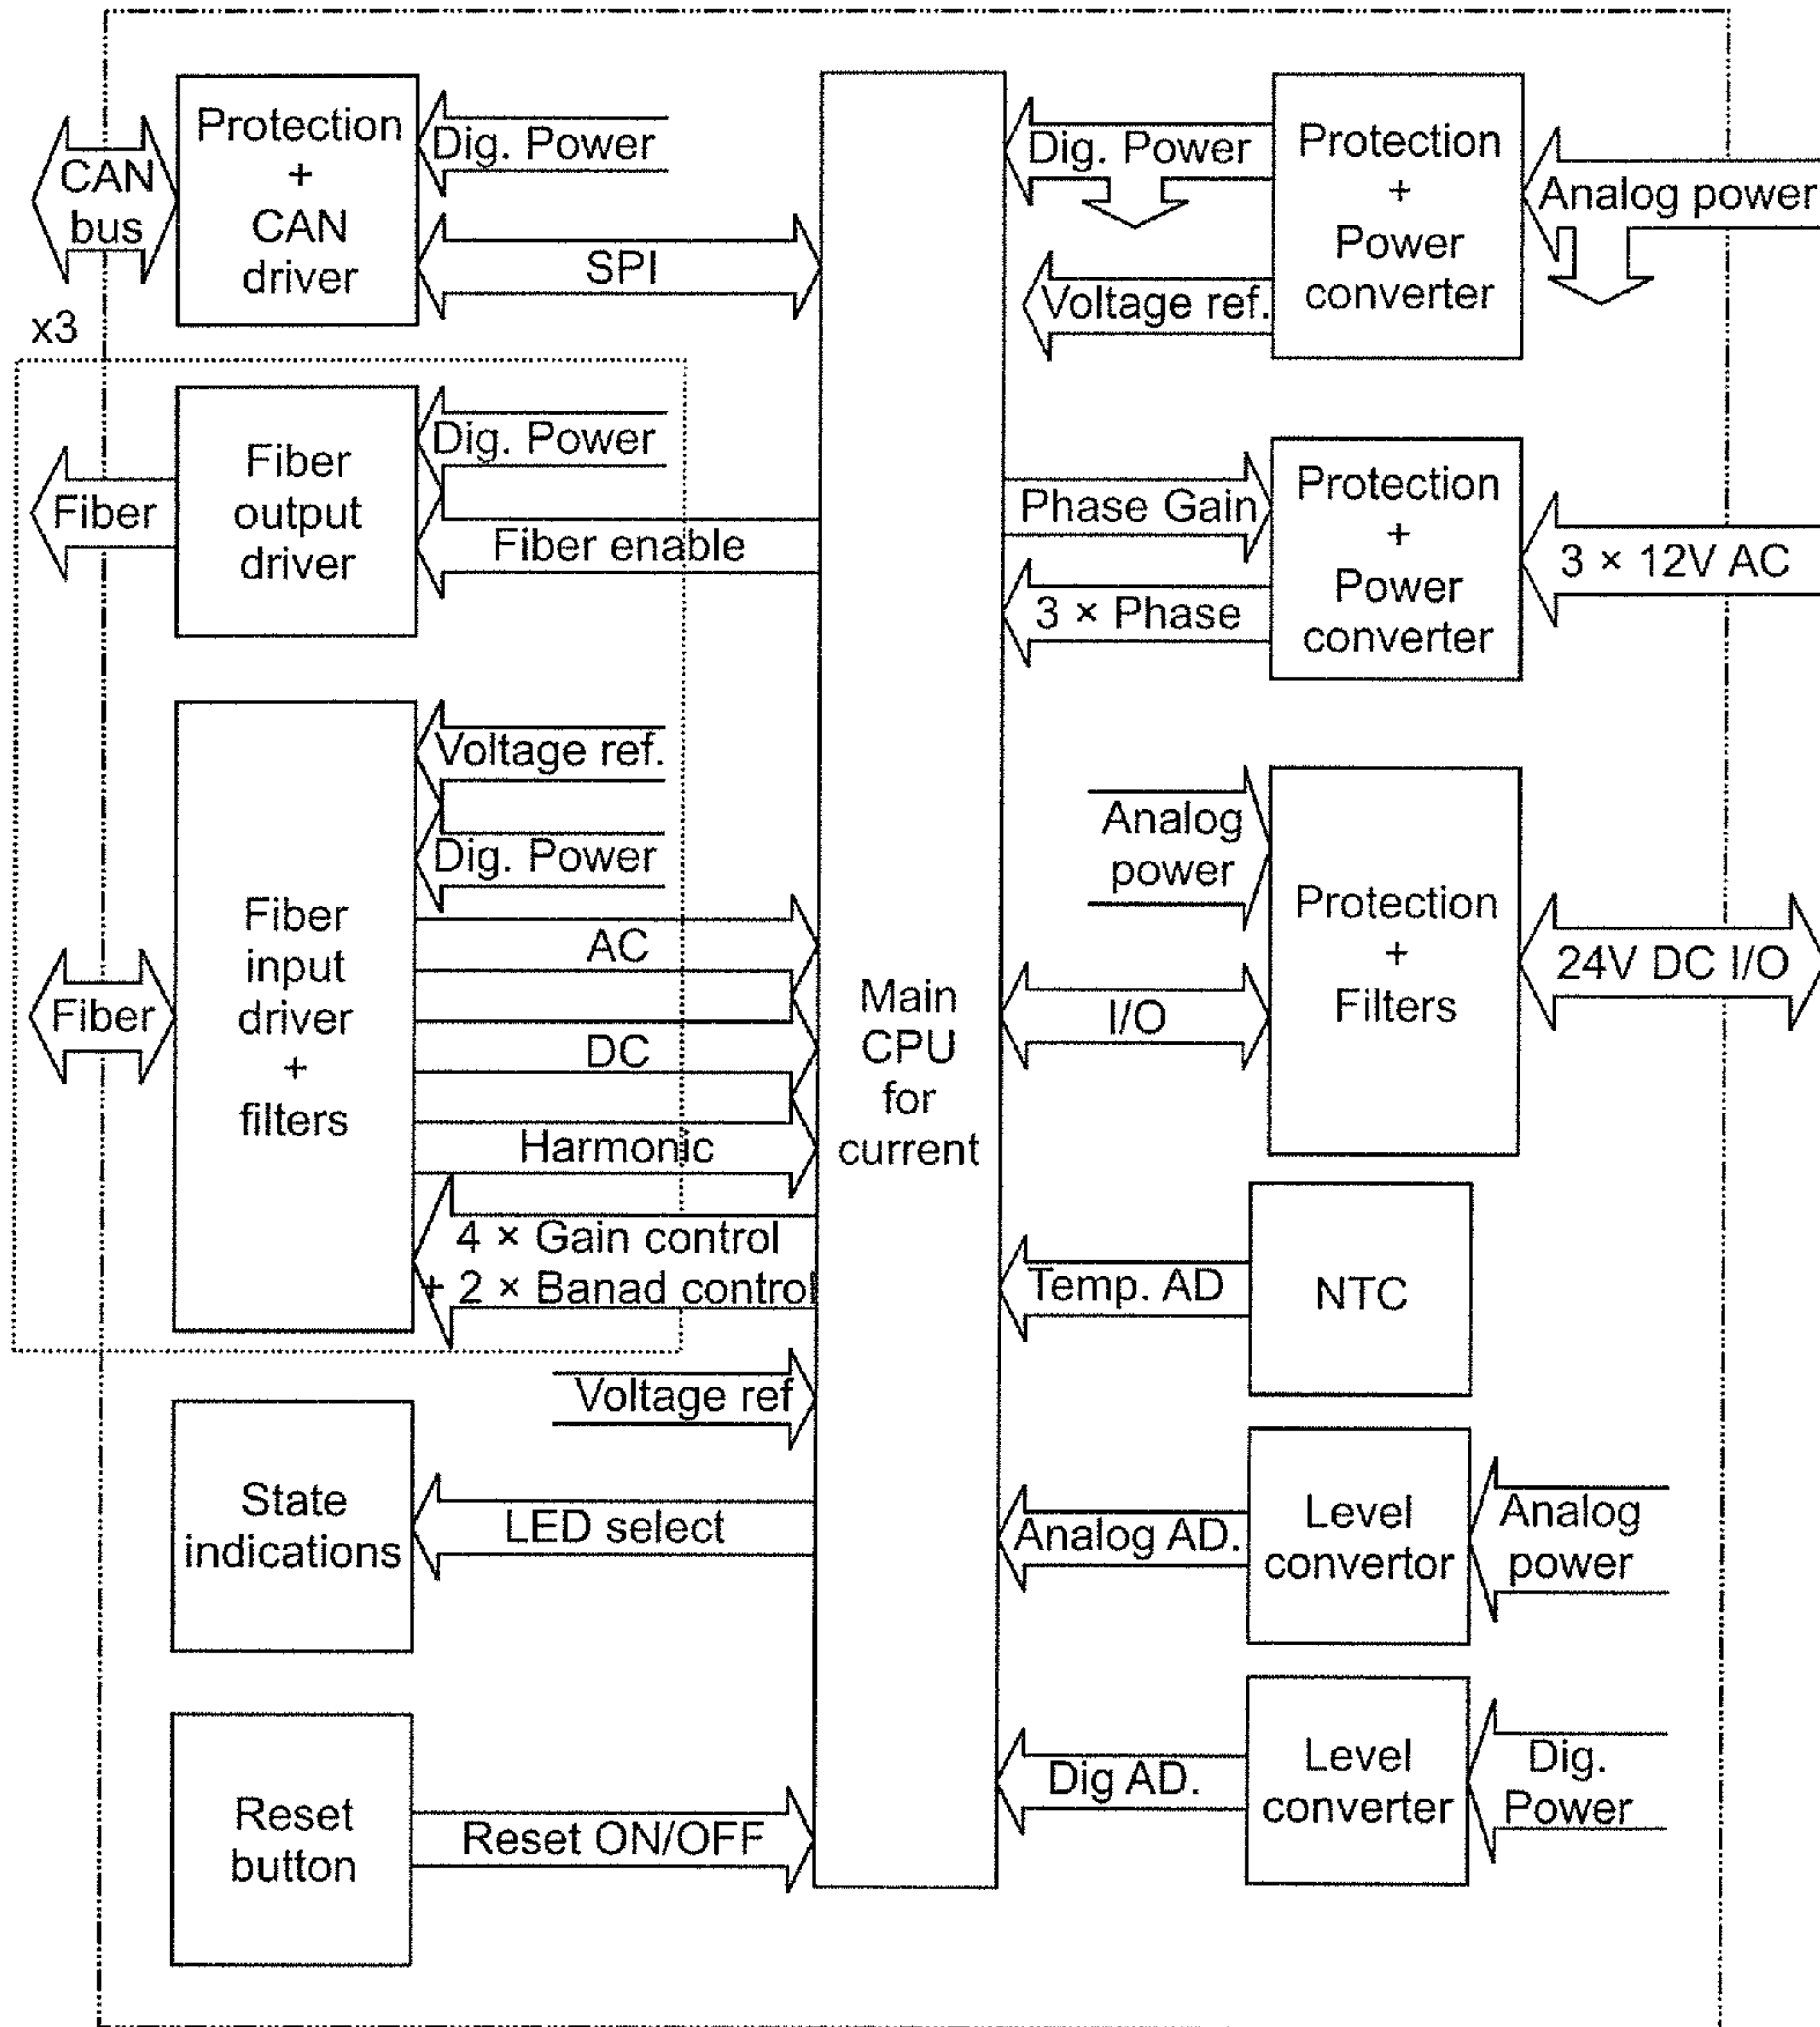 Protection
+
CAN
driver
CAN
bus
Dig. Power
SPI
x3
Fiber
output
driver
Fiber
Dig. Power
Fiber enable
Fiber
input
driver
+
filters
Fiber
Voltage ref.
Dig. Power
AC
DC
Harmonic
4 × Gain control
+ 2 × Banad control
Voltage ref
State
indications
LED select
Reset
button
Reset ON/OFF
Main
CPU
for
current
Dig. Power
Voltage ref.
Protection
+
Power
converter
Analog power
Phase Gain
3 × Phase
Protection
+
Power
converter
3 × 12V AC
Analog
power
I/O
Protection
+
Filters
24V DC I/O
Temp. AD
NTC
Analog AD.
Level
convertor
Analog
power
Dig AD.
Level
converter
Dig.
Power